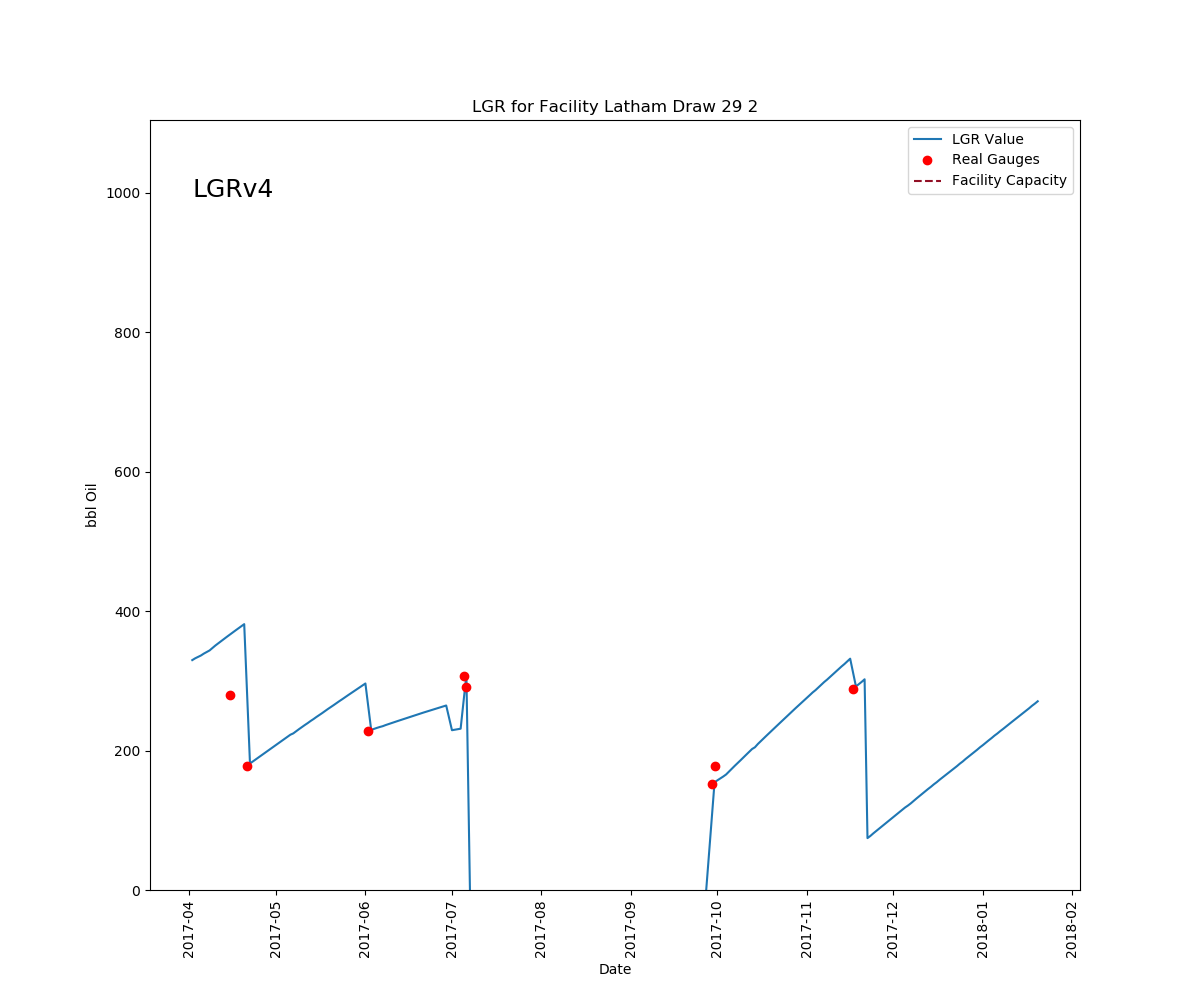 LGR for Facility Latham Draw 29 2
LGR Value
Real Gauges
Facility Capacity
LGRv4
1000
800
600
400
200
0
bbl Oil
2017-04
2017-05
2017-06
2017-07
2017-08
2017-09
2017-10
2017-11
2017-12
2018-01
2018-02
Date